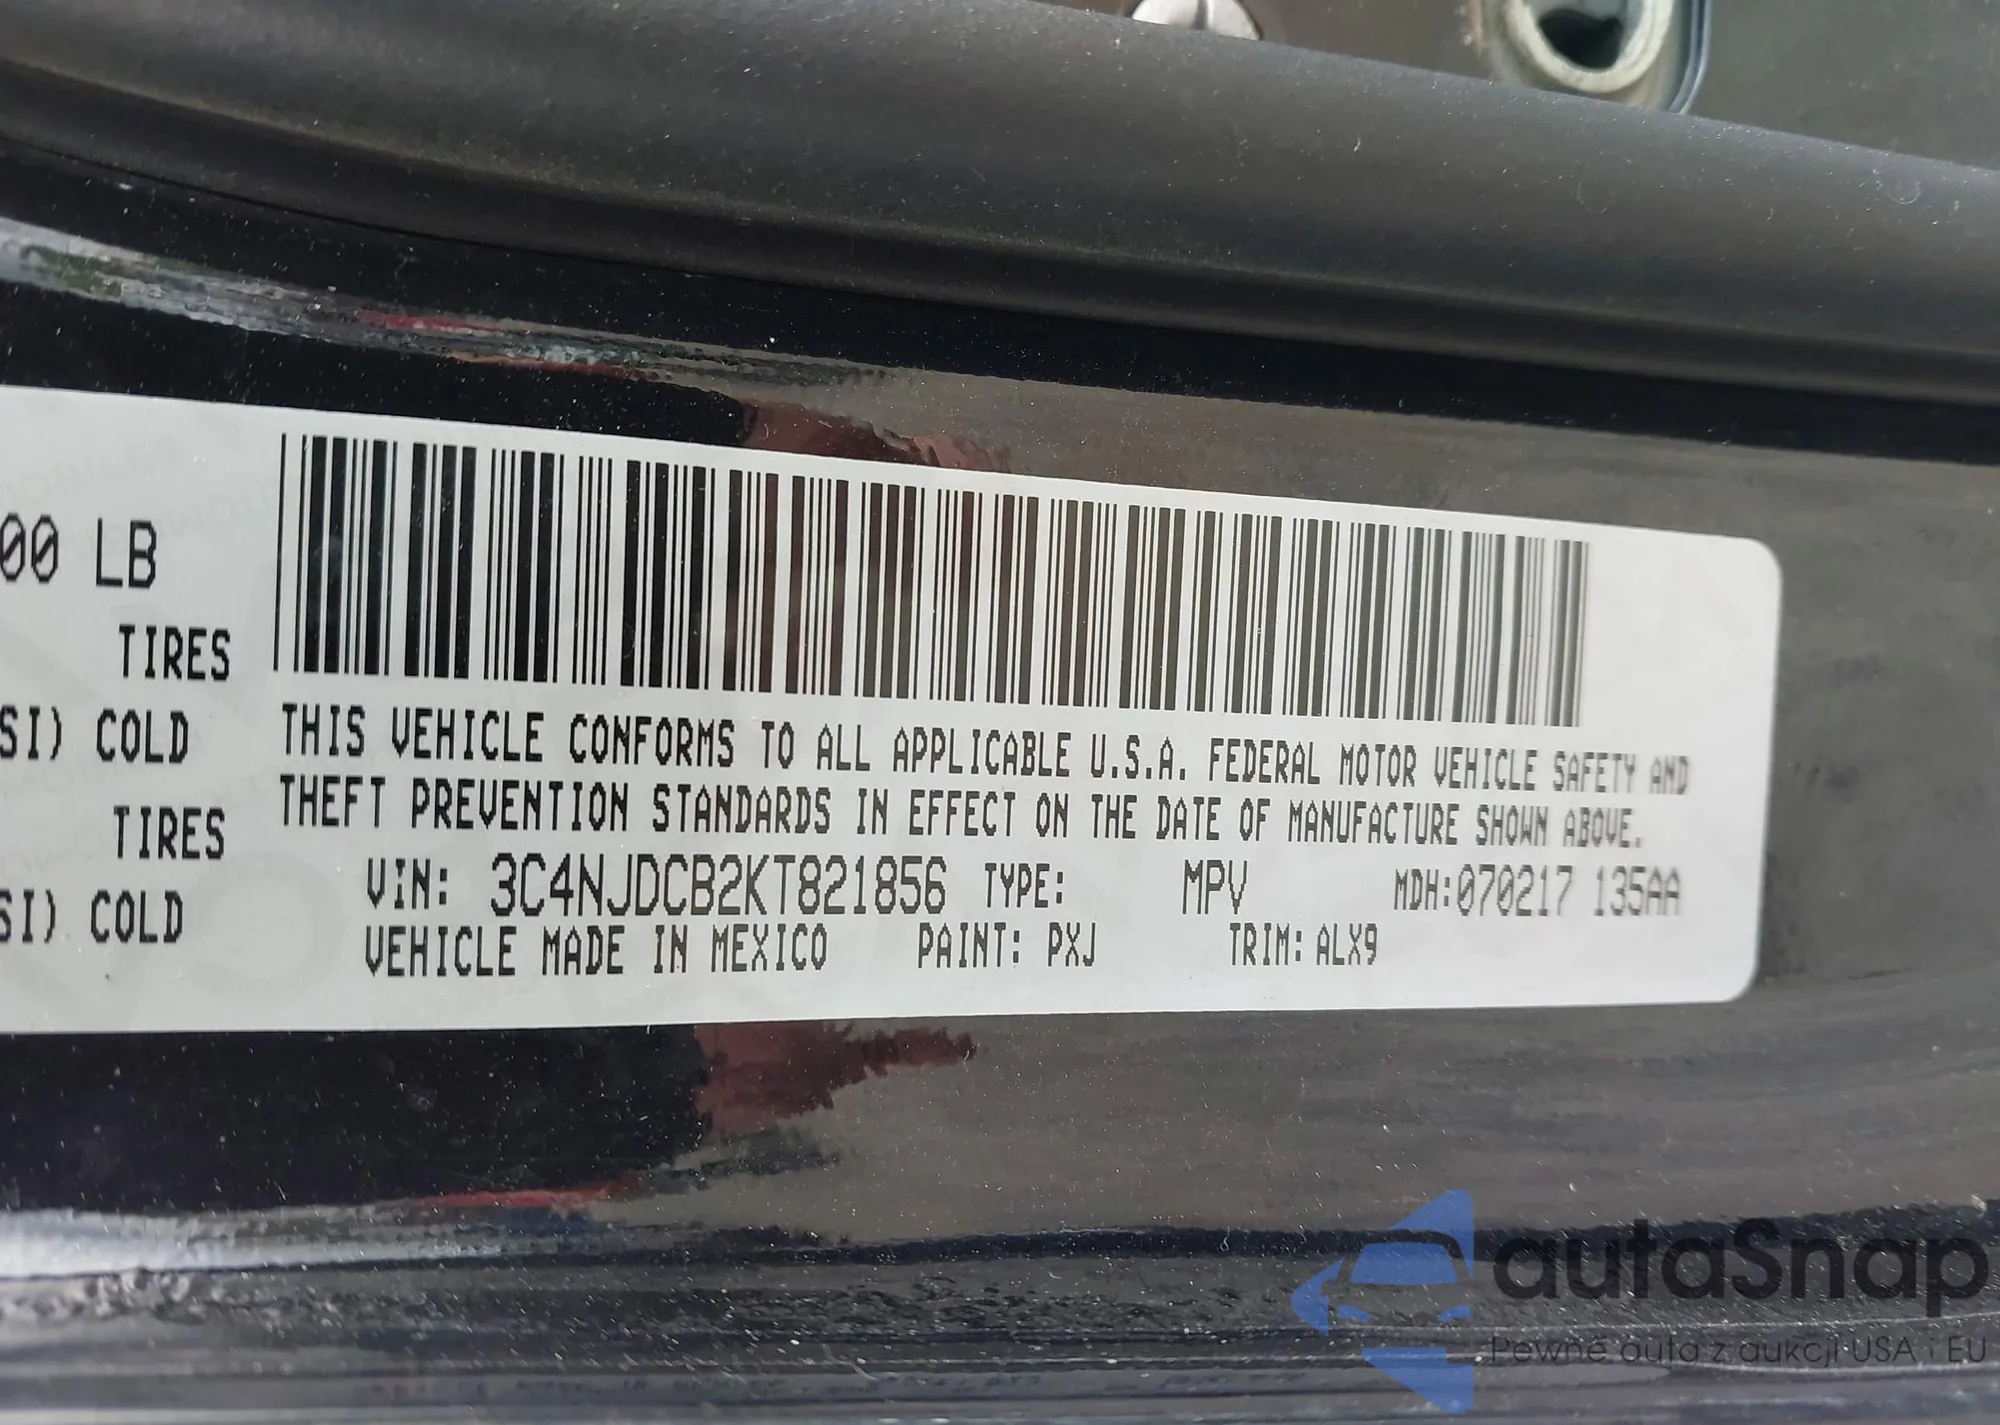 00 LB
TIRES
SI) COLD
TIRES
SI) COLD
THIS VEHICLE CONFORMS TO ALL APPLICABLE U.S.A. FEDERAL MOTOR VEHICLE SAFETY AND
THEFT PREVENTION STANDARDS IN EFFECT ON THE DATE OF MANUFACTURE SHOWN ABOVE.
VIN: 3C4NJDCB2KT821856 TYPE: MPV MDH:070217 135AA
VEHICLE MADE IN MEXICO PAINT: PXJ TRIM: ALX9
autaSnap
Pewne auta z aukcji USA i EU